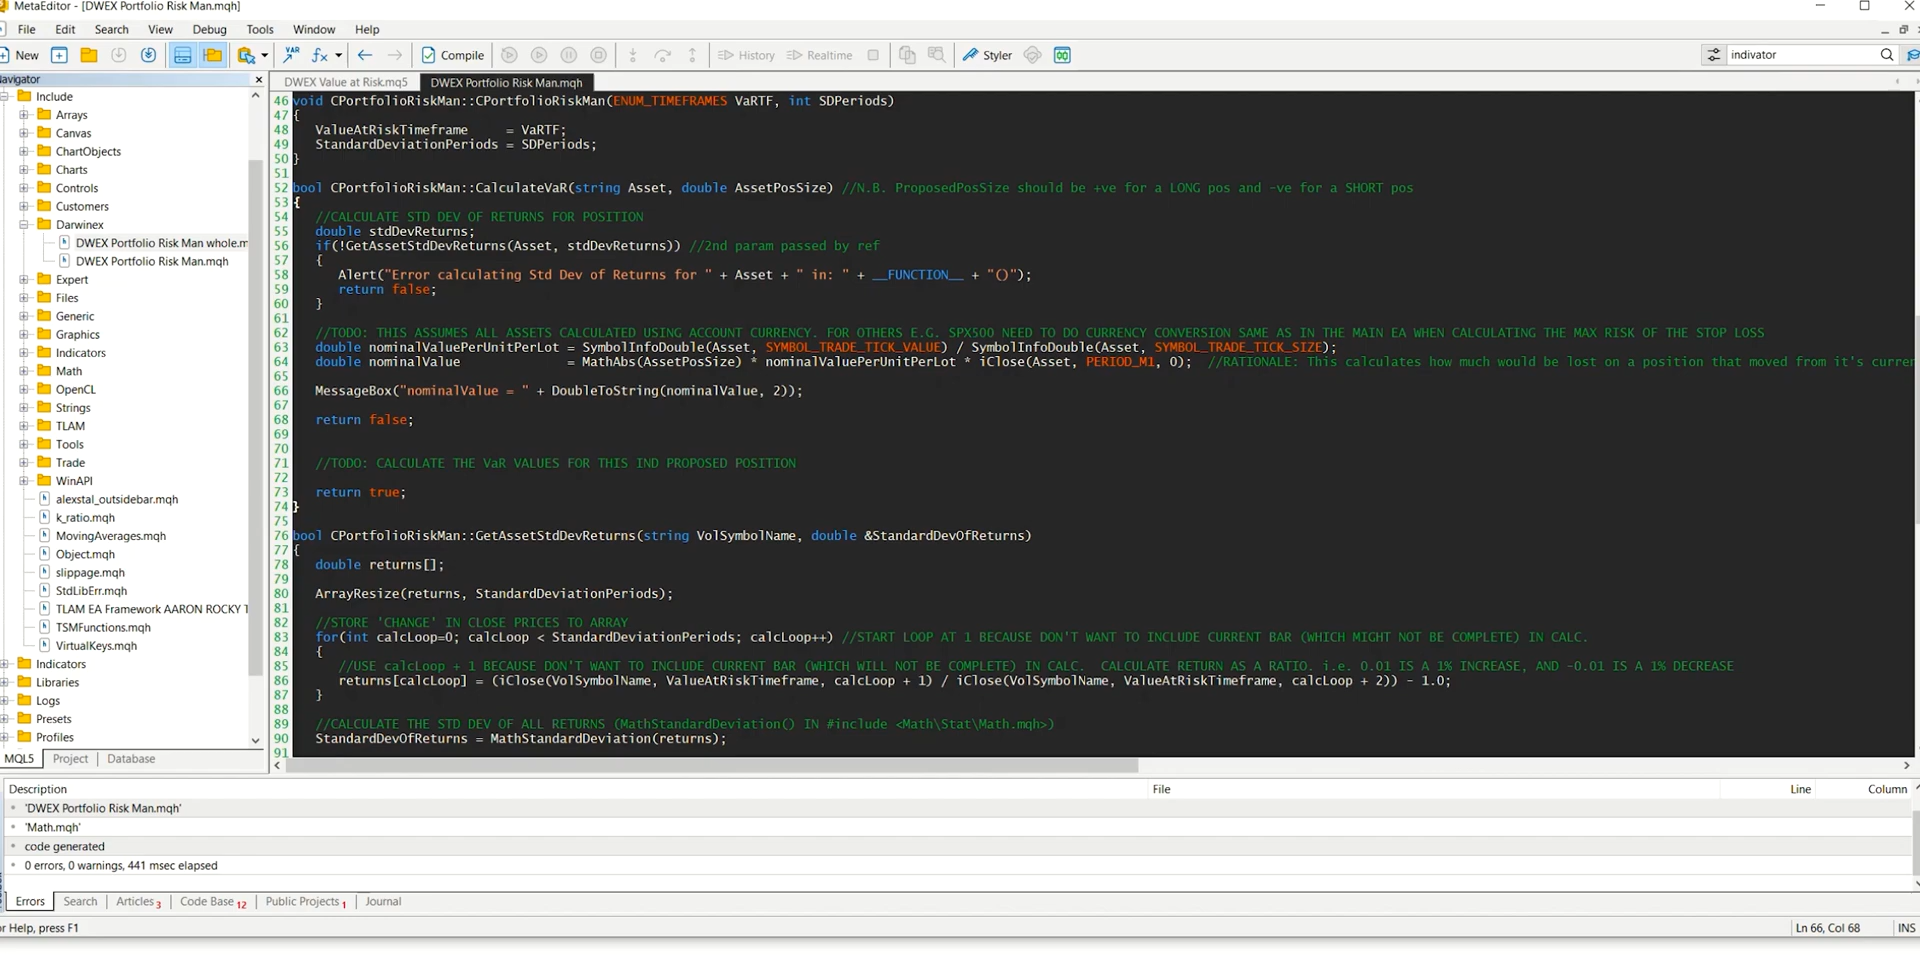 MetaEditor - [DWEX Portfolio Risk Man.mqh]
File Edit Search View Debug Tools Window Help
New Compile History Realtime Styler indivator
Navigator
DWEX Value at Risk.mq5 DWEX Portfolio Risk Man.mqh
Include
Arrays
Canvas
ChartObjects
Charts
Controls
Customers
Darwinex
DWEX Portfolio Risk Man whole.m
DWEX Portfolio Risk Man.mqh
Expert
Files
Generic
Graphics
Indicators
Math
OpenCL
Strings
TLAM
Tools
Trade
WinAPI
alexstal_outsidebar.mqh
k_ratio.mqh
MovingAverages.mqh
Object.mqh
slippage.mqh
StdLibErr.mqh
TLAM EA Framework AARON ROCKY T
TSMFunctions.mqh
VirtualKeys.mqh
Indicators
Libraries
Logs
Presets
Profiles
MQL5 Project Database
46 void CPortfolioRiskMan::CPortfolioRiskMan(ENUM_TIMEFRAMES VaRTF, int SDPeriods)
47 {
48 ValueAtRiskTimeframe = VaRTF;
49 StandardDeviationPeriods = SDPeriods;
50 }
51
52 bool CPortfolioRiskMan::CalculateVaR(string Asset, double AssetPosSize) //N.B. ProposedPosSize should be +ve for a LONG pos and -ve for a SHORT pos
53 {
54 //CALCULATE STD DEV OF RETURNS FOR POSITION
55 double stdDevReturns;
56 if(!GetAssetStdDevReturns(Asset, stdDevReturns)) //2nd param passed by ref
57 {
58 Alert("Error calculating Std Dev of Returns for " + Asset + " in: " + __FUNCTION__ + "()");
59 return false;
60 }
61
62 //TODO: THIS ASSUMES ALL ASSETS CALCULATED USING ACCOUNT CURRENCY. FOR OTHERS E.G. SPX500 NEED TO DO CURRENCY CONVERSION SAME AS IN THE MAIN EA WHEN CALCULATING THE MAX RISK OF THE STOP LOSS
63 double nominalValuePerUnitPerLot = SymbolInfoDouble(Asset, SYMBOL_TRADE_TICK_VALUE) / SymbolInfoDouble(Asset, SYMBOL_TRADE_TICK_SIZE);
64 double nominalValue = MathAbs(AssetPosSize) * nominalValuePerUnitPerLot * iClose(Asset, PERIOD_M1, 0); //RATIONALE: This calculates how much would be lost on a position that moved from it's curren
65
66 MessageBox("nominalValue = " + DoubleToString(nominalValue, 2));
67
68 return false;
69
70
71 //TODO: CALCULATE THE VaR VALUES FOR THIS IND PROPOSED POSITION
72
73 return true;
74 }
75
76 bool CPortfolioRiskMan::GetAssetStdDevReturns(string VolSymbolName, double &StandardDevOfReturns)
77 {
78 double returns[];
79
80 ArrayResize(returns, StandardDeviationPeriods);
81
82 //STORE 'CHANGE' IN CLOSE PRICES TO ARRAY
83 for(int calcLoop=0; calcLoop < StandardDeviationPeriods; calcLoop++) //START LOOP AT 1 BECAUSE DON'T WANT TO INCLUDE CURRENT BAR (WHICH MIGHT NOT BE COMPLETE) IN CALC.
84 {
85 //USE calcLoop + 1 BECAUSE DON'T WANT TO INCLUDE CURRENT BAR (WHICH WILL NOT BE COMPLETE) IN CALC. CALCULATE RETURN AS A RATIO. i.e. 0.01 IS A 1% INCREASE, AND -0.01 IS A 1% DECREASE
86 returns[calcLoop] = (iClose(VolSymbolName, ValueAtRiskTimeframe, calcLoop + 1) / iClose(VolSymbolName, ValueAtRiskTimeframe, calcLoop + 2)) - 1.0;
87 }
88
89 //CALCULATE THE STD DEV OF ALL RETURNS (MathStandardDeviation() IN #include <Math\Stat\Math.mqh>)
90 StandardDevOfReturns = MathStandardDeviation(returns);
91
Description File Line Column
'DWEX Portfolio Risk Man.mqh'
'Math.mqh'
code generated
0 errors, 0 warnings, 441 msec elapsed
Errors Search Articles 3 Code Base 12 Public Projects 1 Journal
or Help, press F1 Ln 66, Col 68 INS